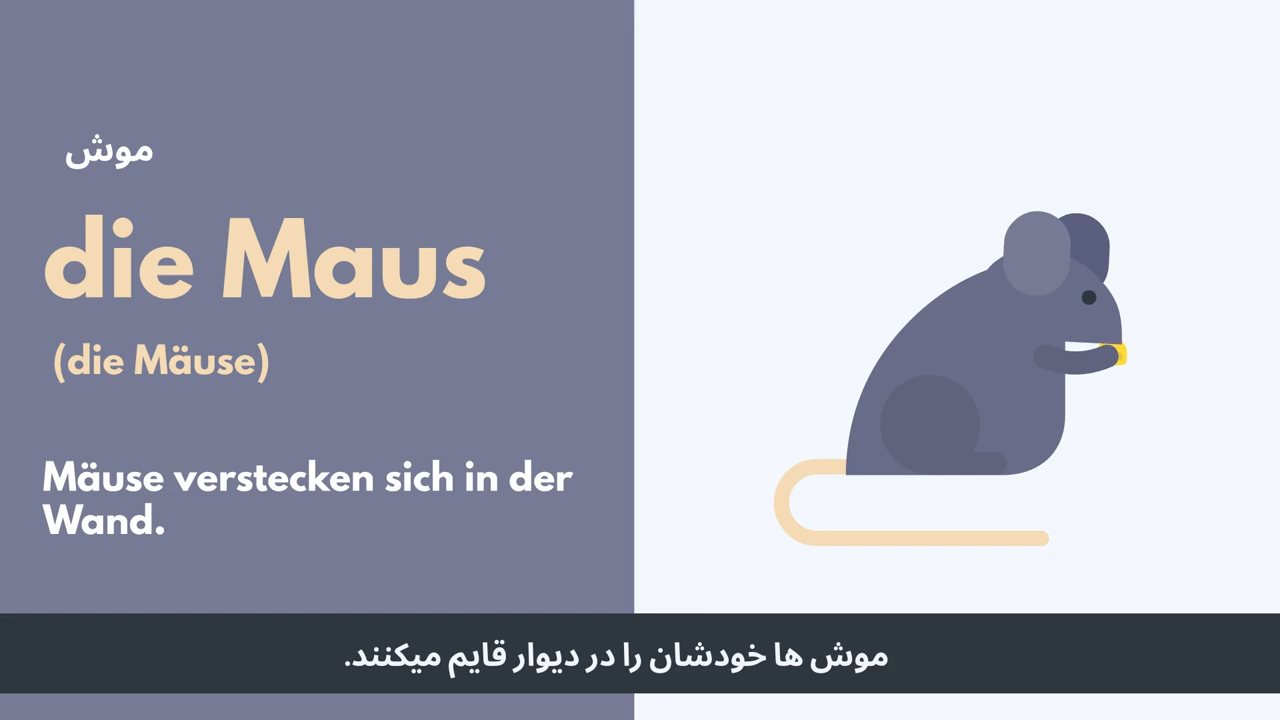 موش
die Maus
(die Mäuse)
Mäuse verstecken sich in der
Wand.
موش ها خودشان را در دیوار قایم میکنند.